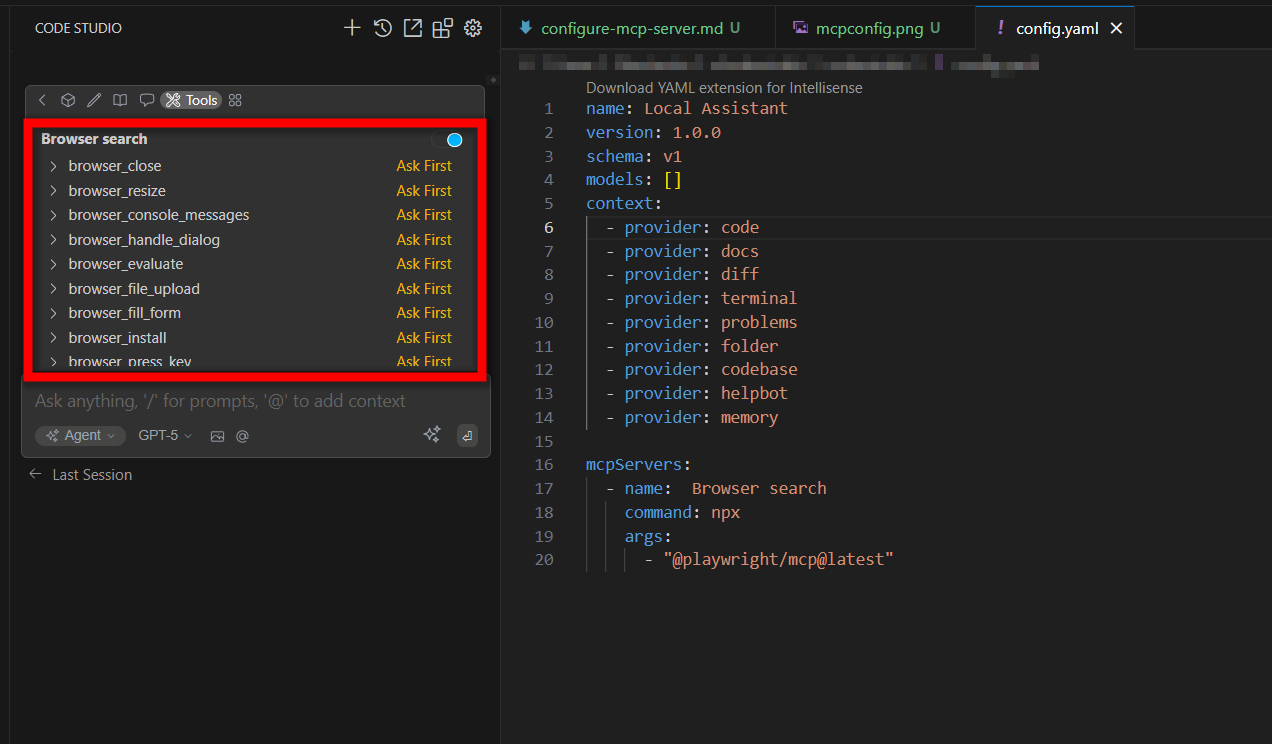 CODE STUDIO
Tools
Browser search
browser_close Ask First
browser_resize Ask First
browser_console_messages Ask First
browser_handle_dialog Ask First
browser_evaluate Ask First
browser_file_upload Ask First
browser_fill_form Ask First
browser_install Ask First
browser_press_key Ask First
Ask anything, '/' for prompts, '@' to add context
Agent GPT-5 @
Last Session
configure-mcp-server.md U
mcpconfig.png U
! config.yaml
Download YAML extension for Intellisense
1 name: Local Assistant
2 version: 1.0.0
3 schema: v1
4 models: []
5 context:
6 - provider: code
7 - provider: docs
8 - provider: diff
9 - provider: terminal
10 - provider: problems
11 - provider: folder
12 - provider: codebase
13 - provider: helpbot
14 - provider: memory
15
16 mcpServers:
17 - name:  Browser search
18 command: npx
19 args:
20 - "@playwright/mcp@latest"